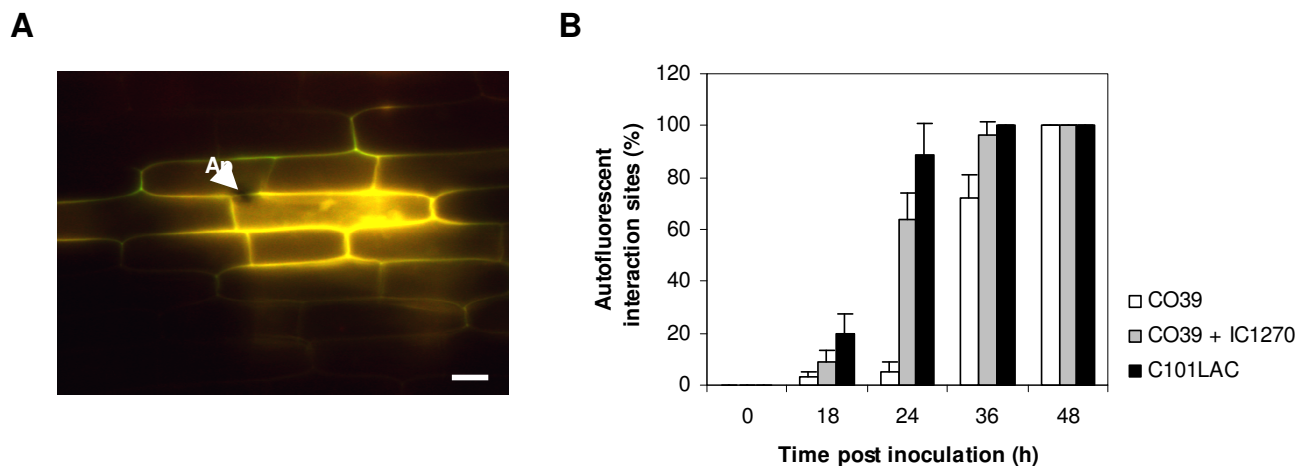 A
B
Ap
120
100
80
60
40
20
0
Autofluorescent
interaction sites (%)
0 18 24 36 48
Time post inoculation (h)
CO39
CO39 + IC1270
C101LAC